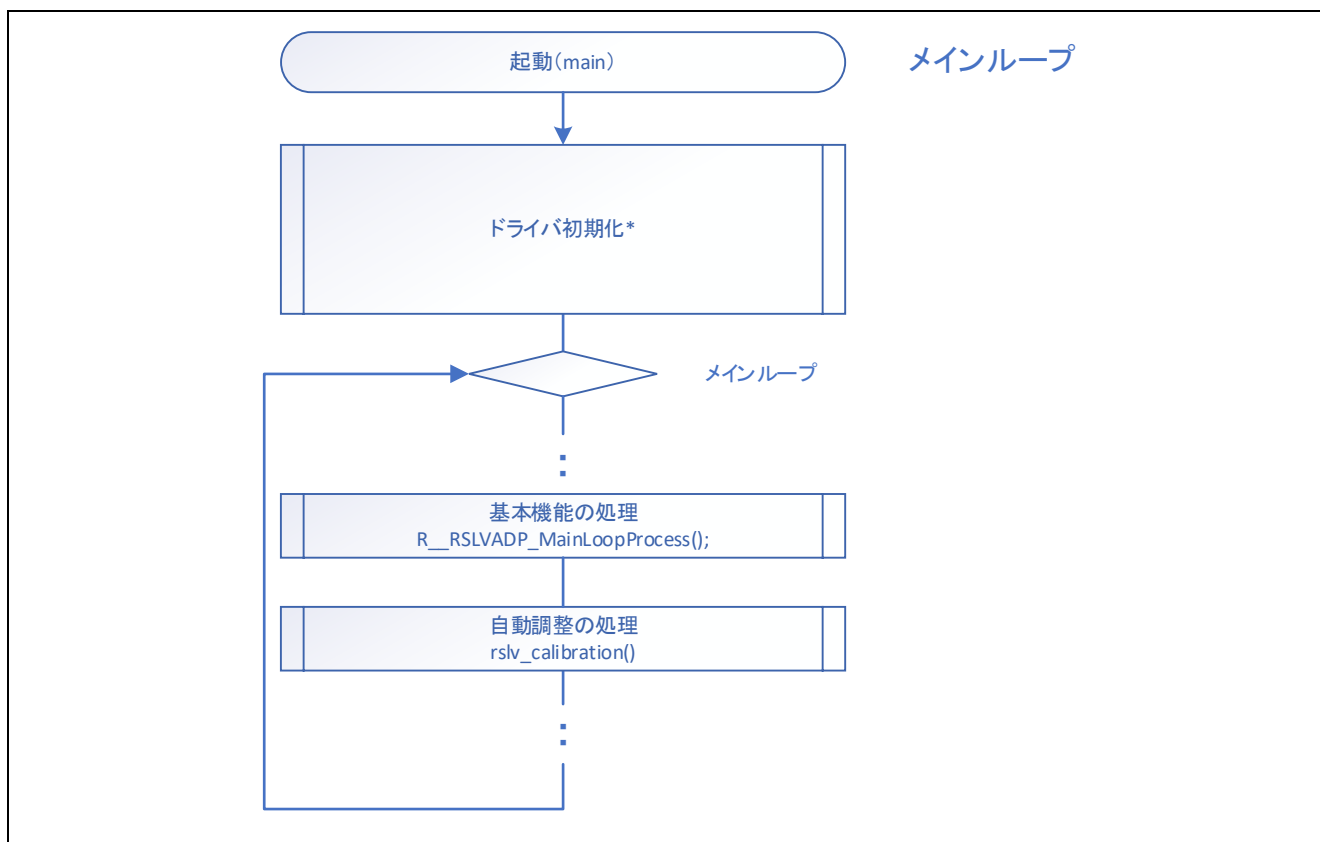 起動(main)
メインループ
ドライバ初期化*
メインループ
:
基本機能の処理
R__RSLVADP_MainLoopProcess();
自動調整の処理
rslv_calibration()
: